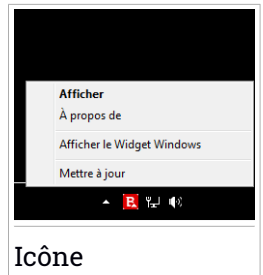 Afficher
À propos de
Afficher le Widget Windows
Mettre à jour
B
Icône